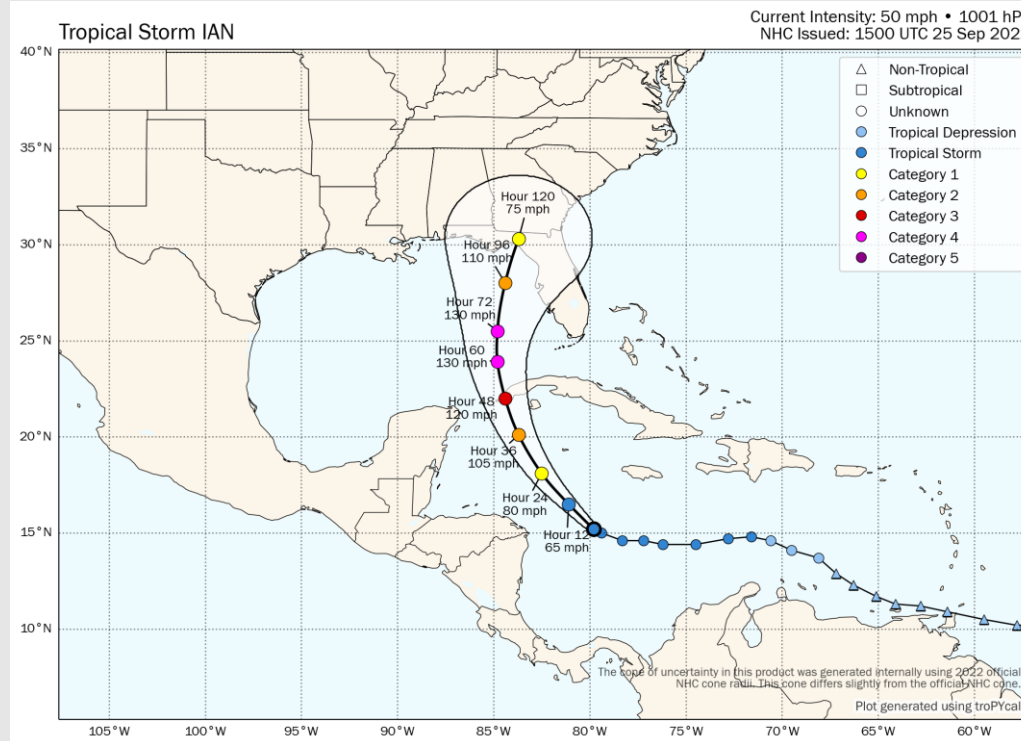 Tropical Storm IAN
Current Intensity: 50 mph • 1001 hP
NHC Issued: 1500 UTC 25 Sep 202
Non-Tropical
Subtropical
Unknown
Tropical Depression
Tropical Storm
Category 1
Category 2
Category 3
Category 4
Category 5
40°N
35°N
30°N
25°N
20°N
15°N
10°N
Hour 120
75 mph
Hour 96
110 mph
Hour 72
130 mph
Hour 60
130 mph
Hour 48
120 mph
Hour 36
105 mph
Hour 24
80 mph
Hour 12
65 mph
The cone of uncertainty in this product was generated internally using 2022 official
NHC cone radii. This cone differs slightly from the official NHC cone.
Plot generated using troPYcal
105°W
100°W
95°W
90°W
85°W
80°W
75°W
70°W
65°W
60°W